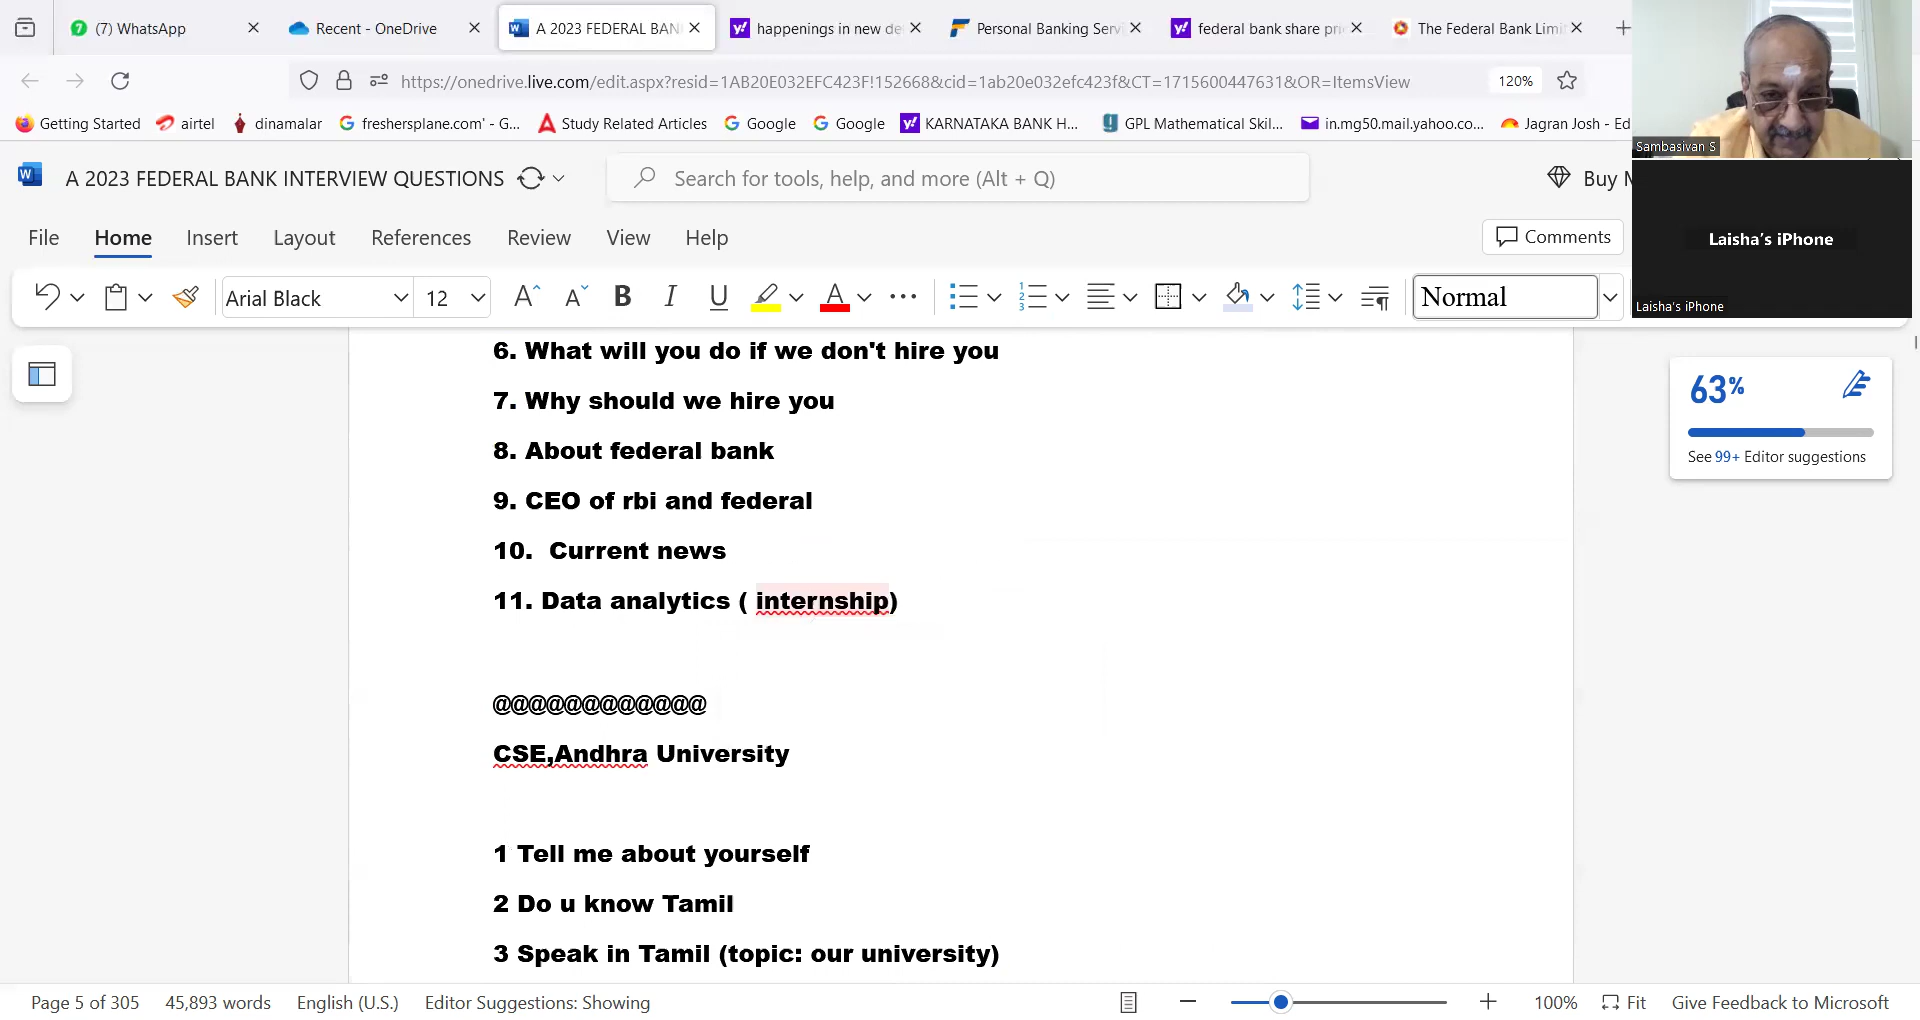 (7) WhatsApp
Recent - OneDrive
A 2023 FEDERAL BAN
happenings in new de
Personal Banking Servi
federal bank share pri
The Federal Bank Limi
https://onedrive.live.com/edit.aspx?resid=1AB20E032EFC423F!152668&cid=1ab20e032efc423f&CT=1715600447631&OR=ItemsView
120%
Getting Started
airtel
dinamalar
freshersplane.com' - G...
Study Related Articles
Google
Google
KARNATAKA BANK H...
GPL Mathematical Skil...
in.mg50.mail.yahoo.co...
Jagran Josh - Ed
Sambasivan S
A 2023 FEDERAL BANK INTERVIEW QUESTIONS
Search for tools, help, and more (Alt + Q)
Buy M
File
Home
Insert
Layout
References
Review
View
Help
Comments
Laisha's iPhone
Laisha's iPhone
Arial Black
12
Normal
6. What will you do if we don't hire you
7. Why should we hire you
8. About federal bank
9. CEO of rbi and federal
10. Current news
11. Data analytics ( internship)
@@@@@@@@@@@@
CSE,Andhra University
1 Tell me about yourself
2 Do u know Tamil
3 Speak in Tamil (topic: our university)
63%
See 99+ Editor suggestions
Page 5 of 305
45,893 words
English (U.S.)
Editor Suggestions: Showing
100%
Fit
Give Feedback to Microsoft